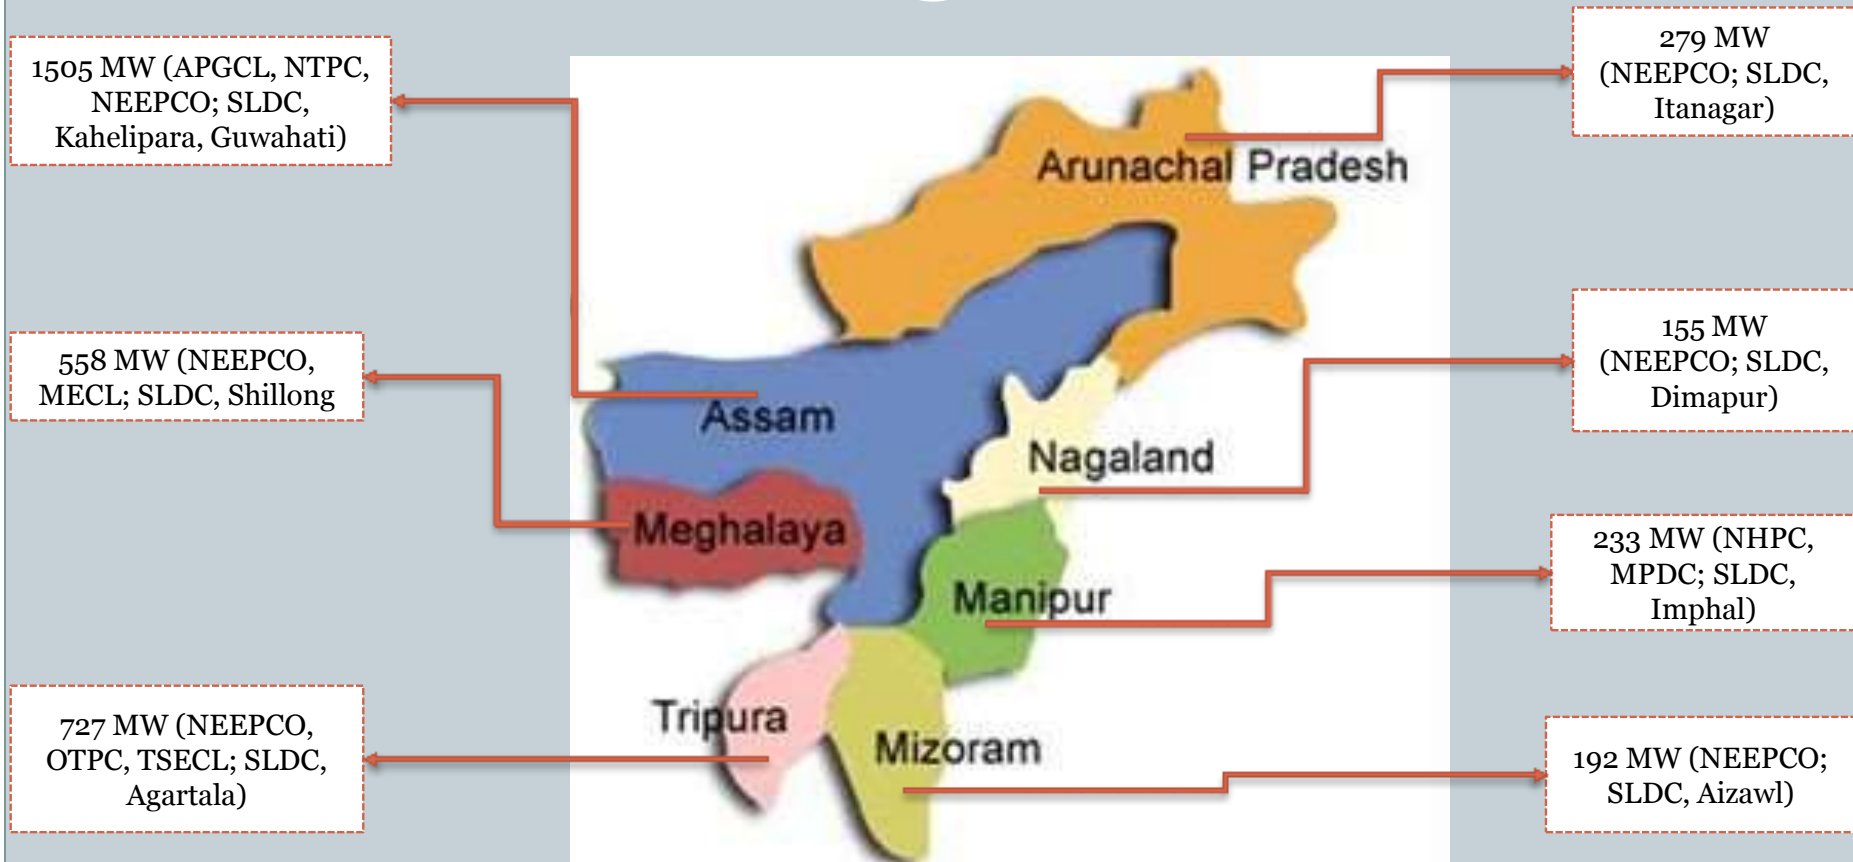 1505 MW (APGCL, NTPC,
NEEPCO; SLDC,
Kahelipara, Guwahati)
279 MW
(NEEPCO; SLDC,
Itanagar)
Arunachal Pradesh
558 MW (NEEPCO,
MECL; SLDC, Shillong
155 MW
(NEEPCO; SLDC,
Dimapur)
Assam
Nagaland
Meghalaya
233 MW (NHPC,
MPDC; SLDC,
Imphal)
Manipur
727 MW (NEEPCO,
OTPC, TSECL; SLDC,
Agartala)
Tripura
Mizoram
192 MW (NEEPCO;
SLDC, Aizawl)